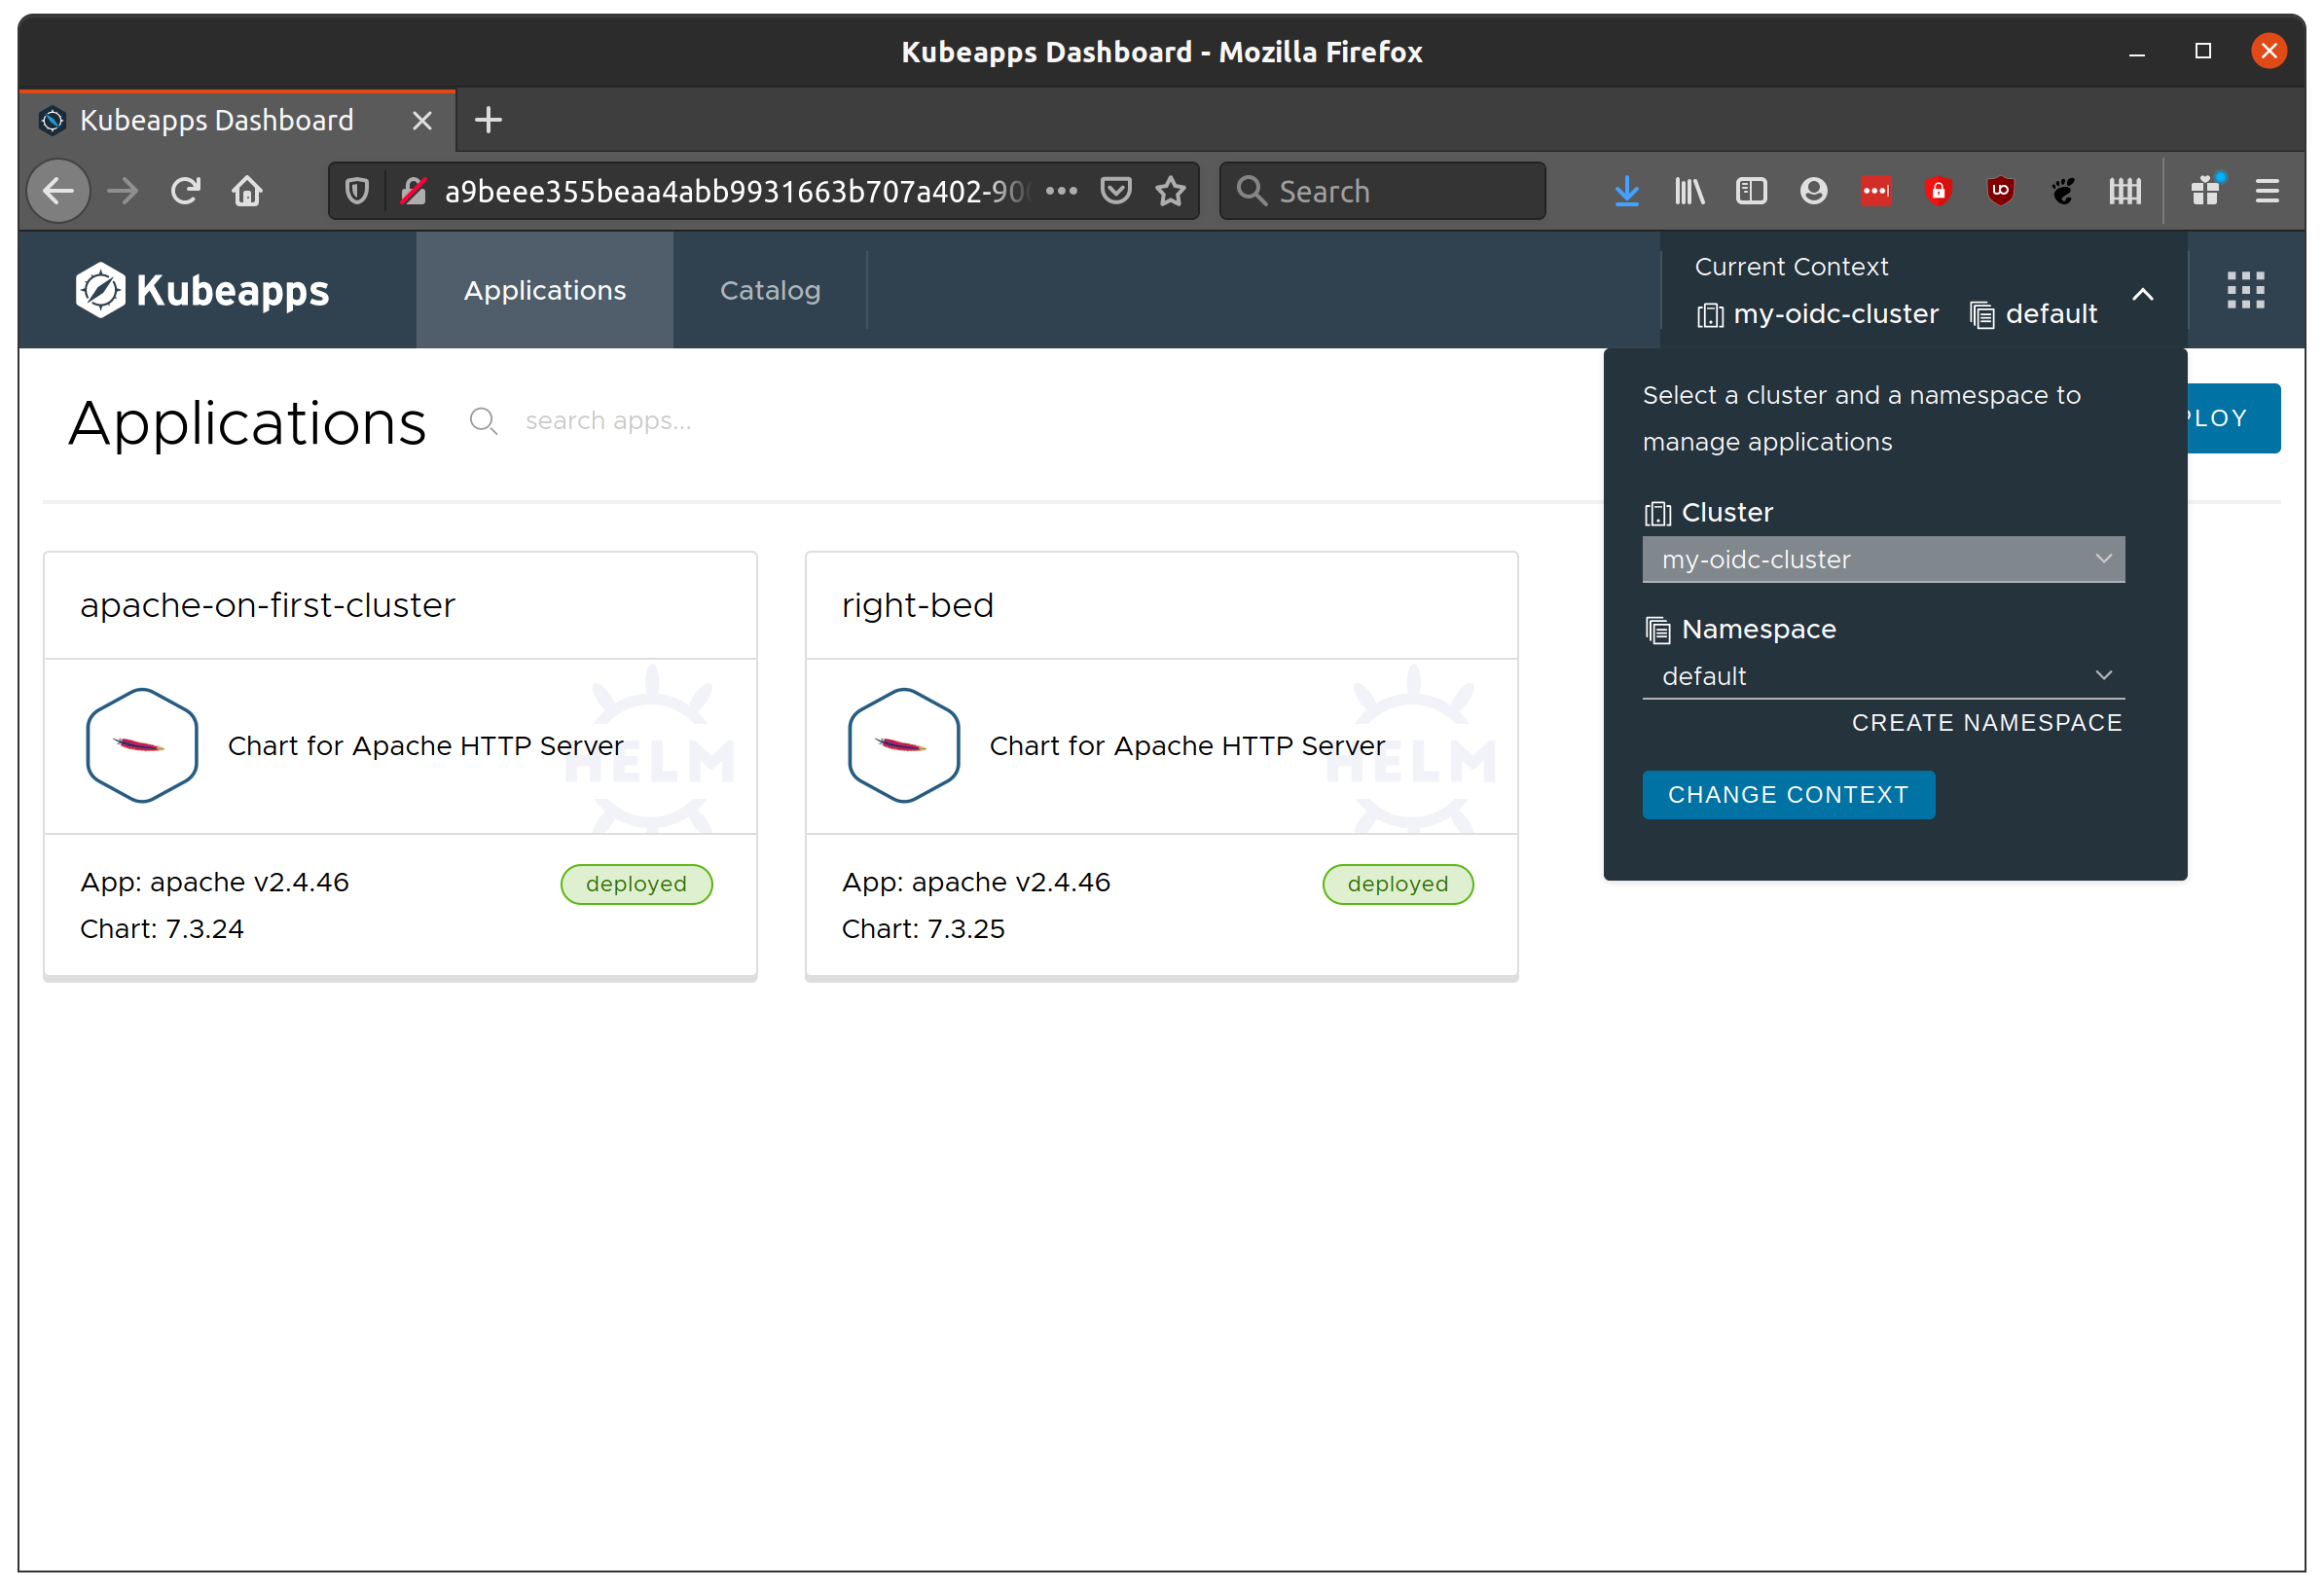 Kubeapps Dashboard - Mozilla Firefox
Kubeapps Dashboard
a9beee355beaa4abb9931663b707a402-90
Search
Kubeapps
Applications
Catalog
Current Context
my-oidc-cluster default
Applications
search apps...
Select a cluster and a namespace to
manage applications
PLOY
Cluster
my-oidc-cluster
Namespace
default
CREATE NAMESPACE
CHANGE CONTEXT
apache-on-first-cluster
Chart for Apache HTTP Server
HELM
App: apache v2.4.46
deployed
Chart: 7.3.24
right-bed
Chart for Apache HTTP Server
HELM
App: apache v2.4.46
deployed
Chart: 7.3.25